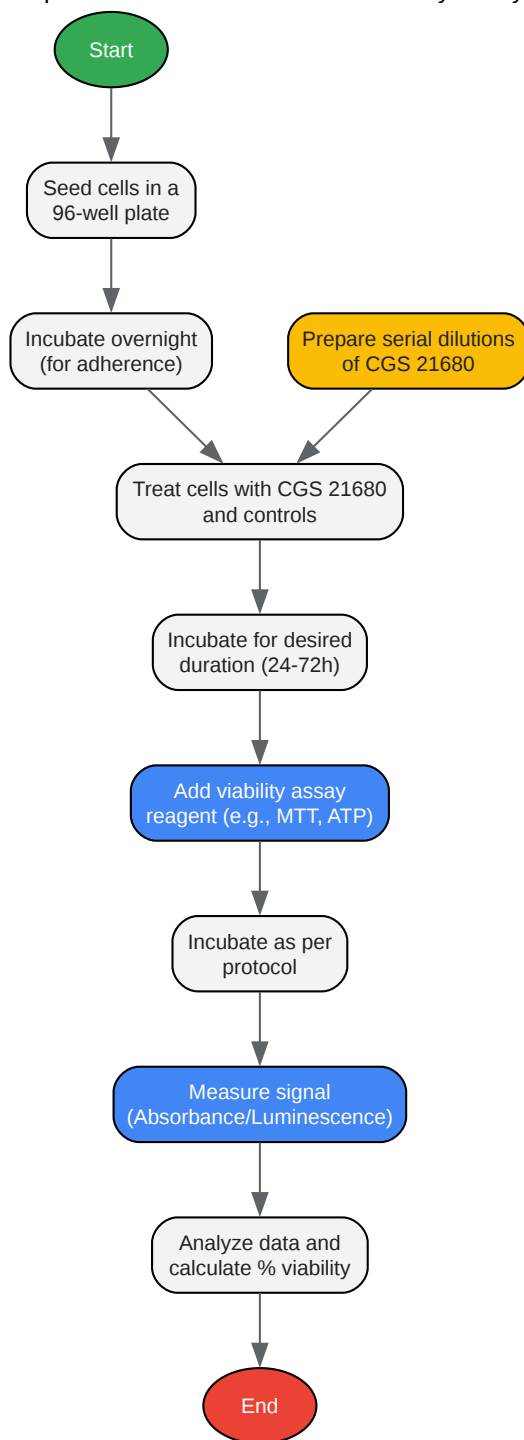 Start
Seed cells in a
96-well plate
Incubate overnight
(for adherence)
Prepare serial dilutions
of CGS 21680
Treat cells with CGS 21680
and controls
Incubate for desired
duration (24-72h)
Add viability assay
reagent (e.g., MTT, ATP)
Incubate as per
protocol
Measure signal
(Absorbance/Luminescence)
Analyze data and
calculate % viability
End